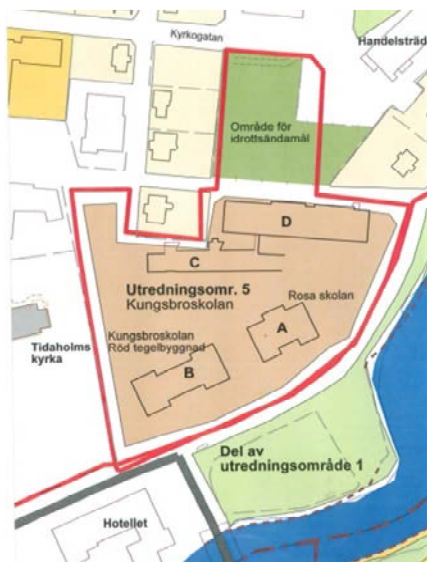 Kyrkogatan
Handelsträd
Område för
idrottsändamål
D
C
Utredningsomr. 5
Kungsbroskolan
Rosa skolan
A
Kungsbroskolan
Röd tegelbyggnad
B
Tidaholms
kyrka
Del av
utredningsområde 1
Hotellet